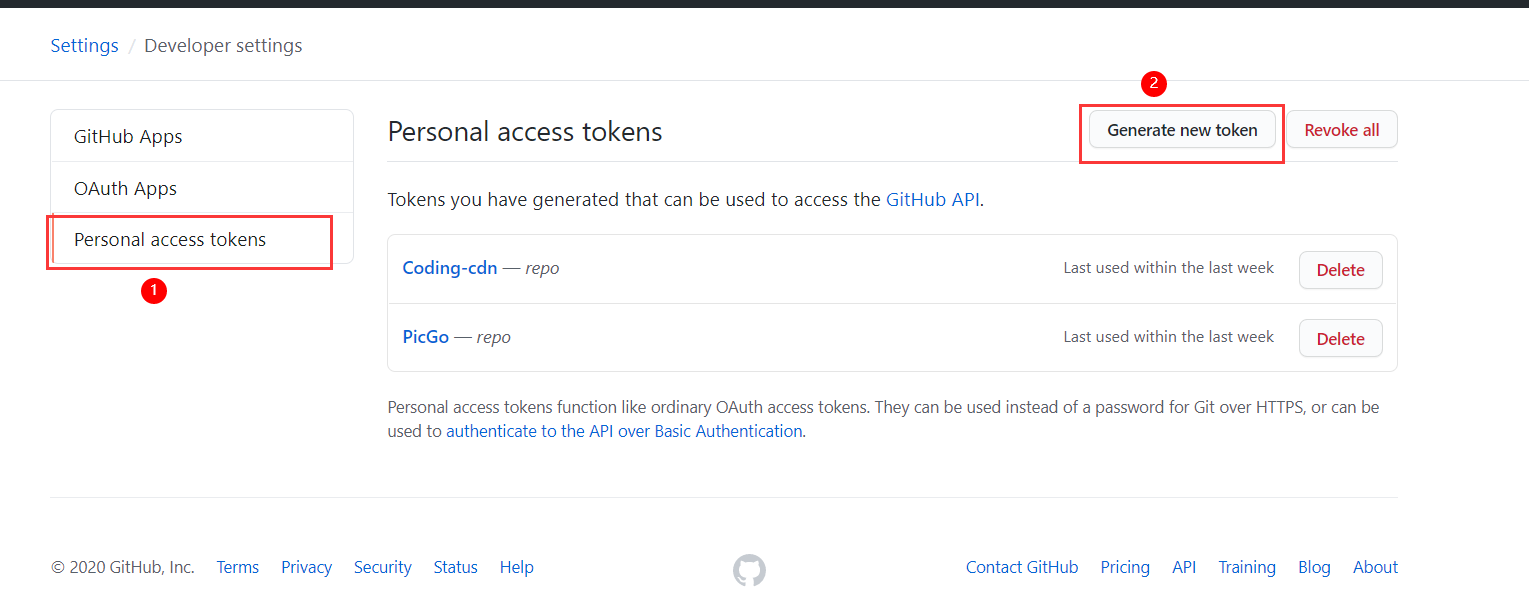 Settings / Developer settings
2
GitHub Apps
Personal access tokens
Generate new token
Revoke all
OAuth Apps
Tokens you have generated that can be used to access the GitHub API.
Personal access tokens
1
Coding-cdn — repo
Last used within the last week
Delete
PicGo — repo
Last used within the last week
Delete
Personal access tokens function like ordinary OAuth access tokens. They can be used instead of a password for Git over HTTPS, or can be
used to authenticate to the API over Basic Authentication.
© 2020 GitHub, Inc. Terms Privacy Security Status Help Contact GitHub Pricing API Training Blog About